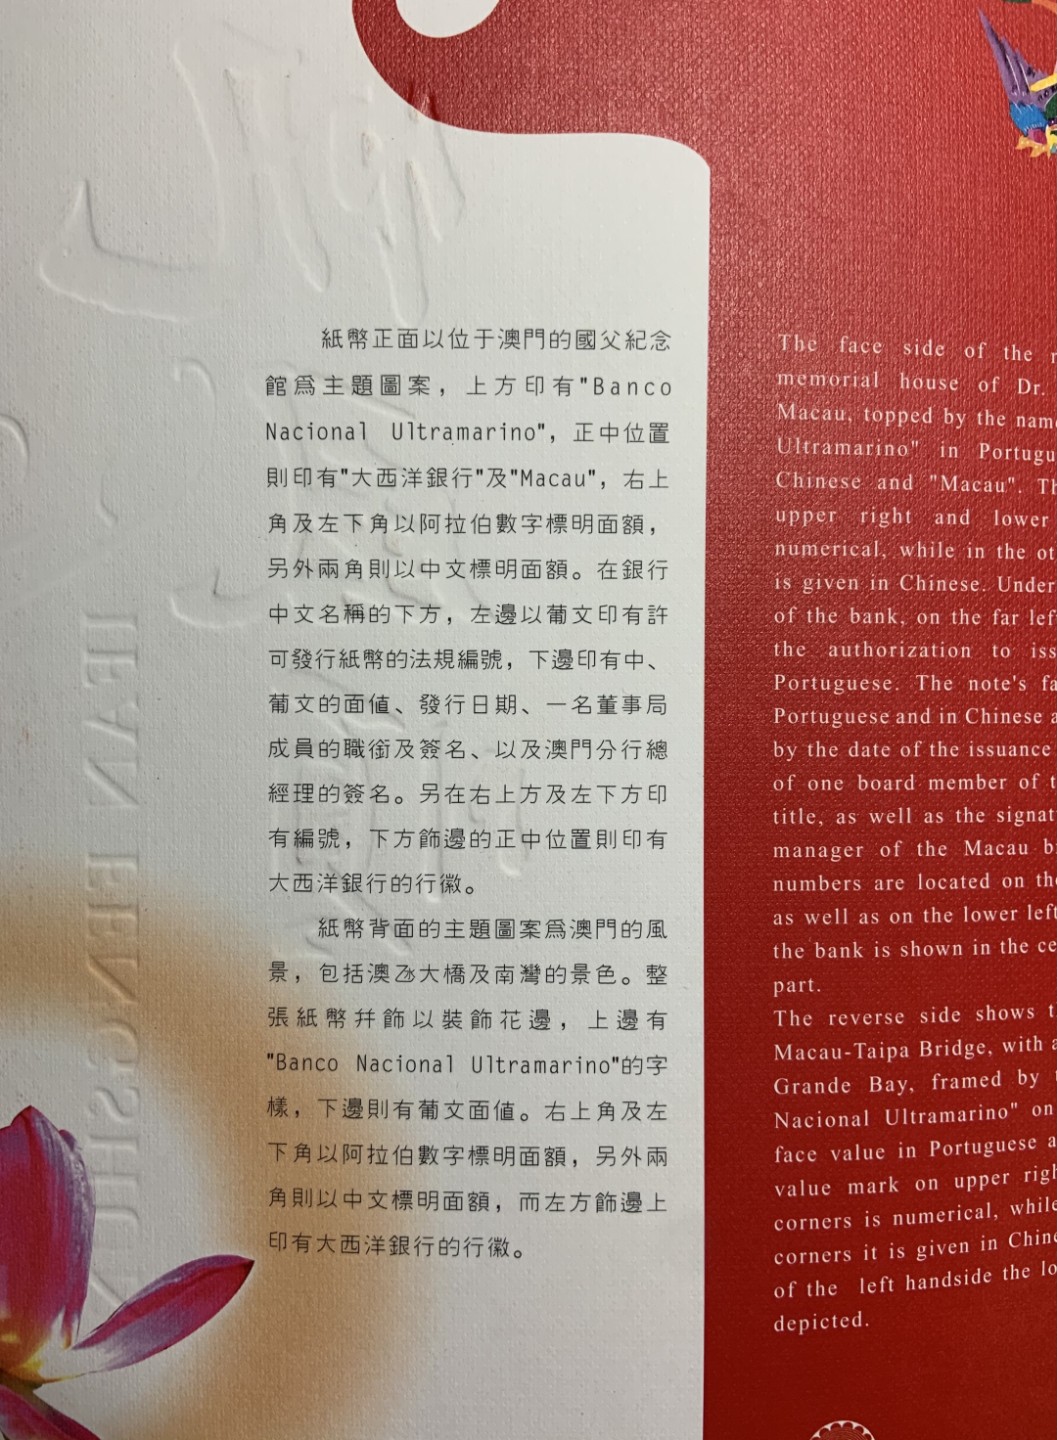 紙幣正面以位于澳門的國父紀念
館爲主題圖案，上方印有"Banco
Nacional Ultramarino"，正中位置
則印有"大西洋銀行"及"Macau"，右上
角及左下角以阿拉伯數字標明面額，
另外兩角則以中文標明面額。在銀行
中文名稱的下方，左邊以葡文印有許
可發行紙幣的法規編號，下邊印有中、
葡文的面值、發行日期、一名董事局
成員的職銜及簽名、以及澳門分行總
經理的簽名。另在右上方及左下方印
有編號，下方飾邊的正中位置則印有
大西洋銀行的行徽。
紙幣背面的主題圖案爲澳門的風
景，包括澳氹大橋及南灣的景色。整
張紙幣幷飾以裝飾花邊，上邊有
"Banco Nacional Ultramarino"的字
樣，下邊則有葡文面值。右上角及左
下角以阿拉伯數字標明面額，另外兩
角則以中文標明面額，而左方飾邊上
印有大西洋銀行的行徽。
The face side of the
memorial house of Dr.
Macau, topped by the
Ultramarino" in
Chinese and "Macau".
upper right and lower
numerical, while in the
is given in Chinese. Under
of the bank, on the far
the authorization to
Portuguese. The note's
Portuguese and in Chinese
by the date of the issuance
of one board member of
title, as well as the
manager of the Macau
numbers are located on
as well as on the lower left
the bank is shown in the
part.
The reverse side shows
Macau-Taipa Bridge, with
Grande Bay, framed by
Nacional Ultramarino" on
face value in Portuguese
value mark on upper
corners is numerical, while
corners it is given in
of the left handside the
depicted.